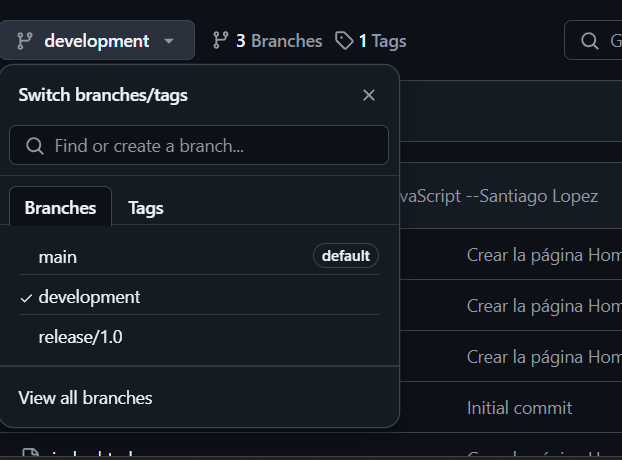 development 3 Branches 1 Tags
Switch branches/tags
Find or create a branch...
Branches Tags
vaScript --Santiago Lopez
main default
Crear la página Hom
development
Crear la página Hom
release/1.0
Crear la página Hom
View all branches
Initial commit